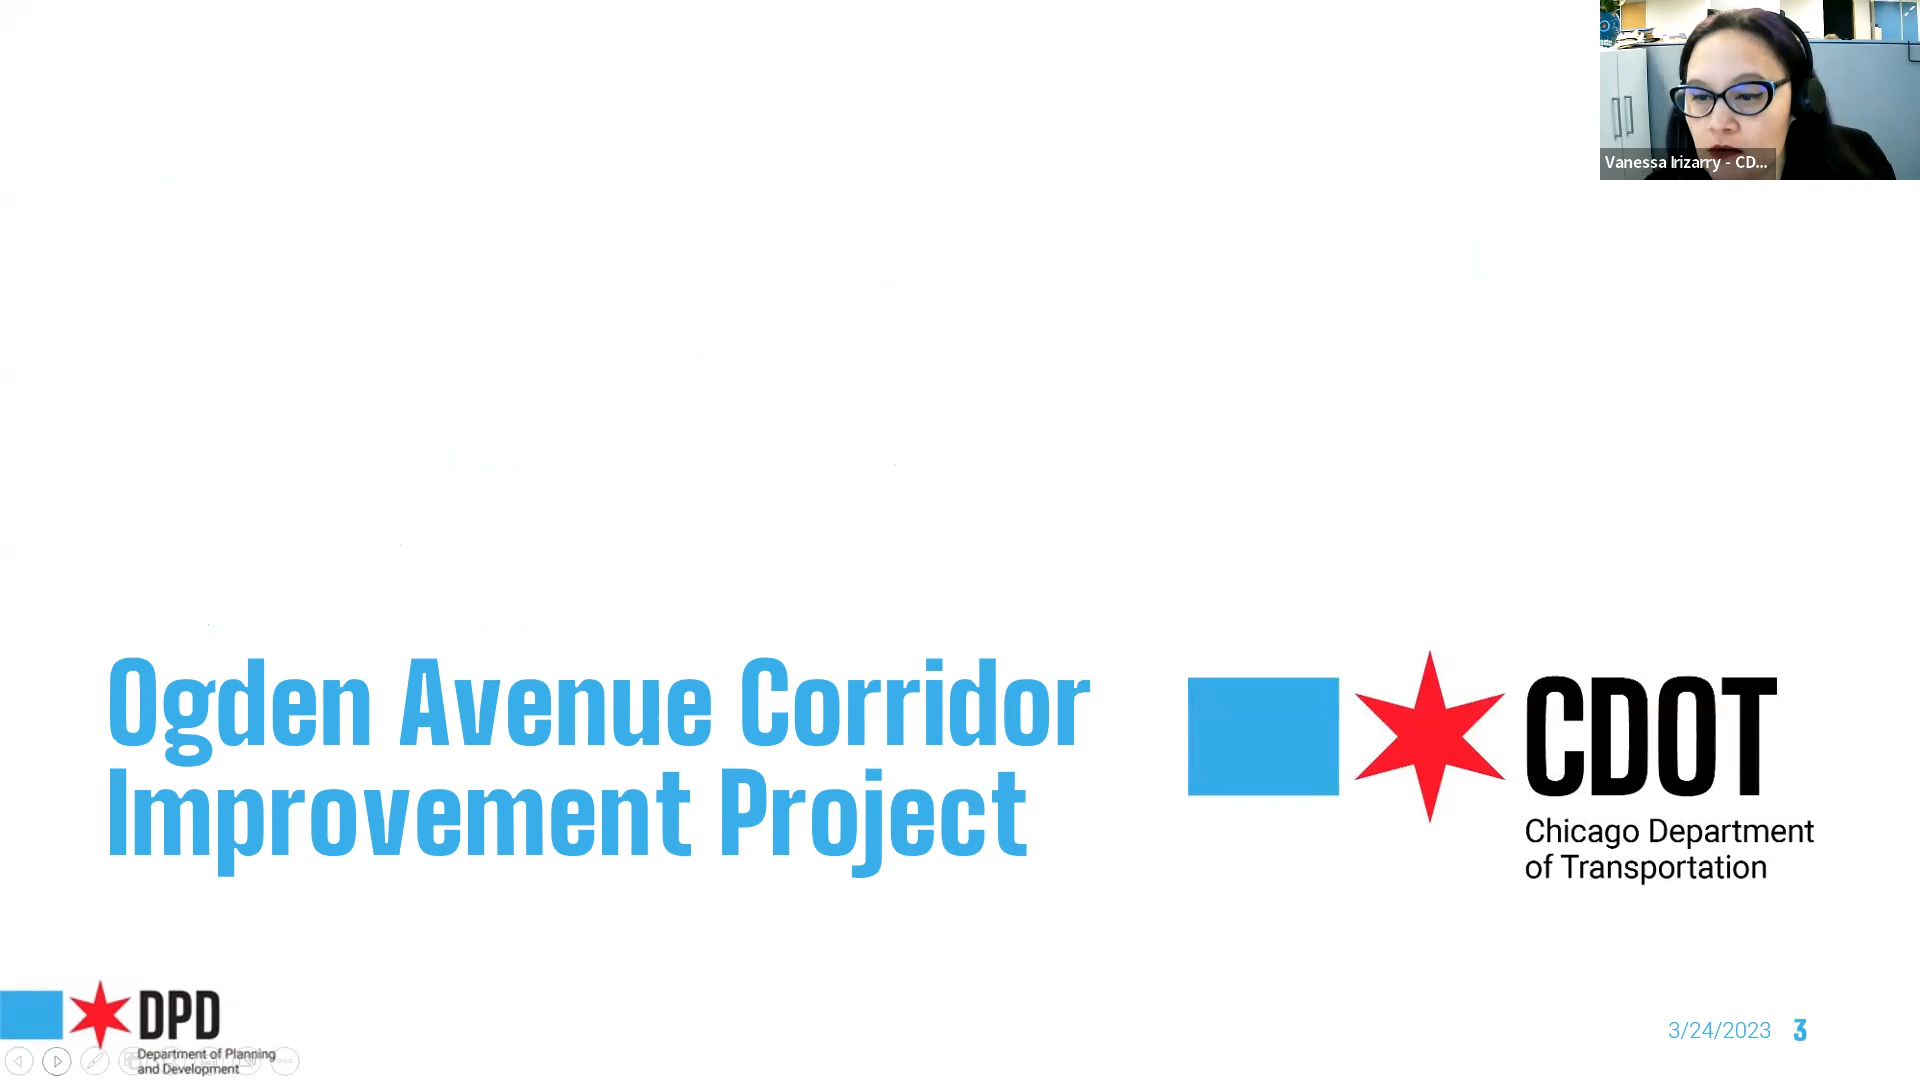 Vanessa Irizarry - CD...
Ogden Avenue Corridor
Improvement Project
CDOT
Chicago Department
of Transportation
DPD
Department of Planning
and Development
3/24/2023 3